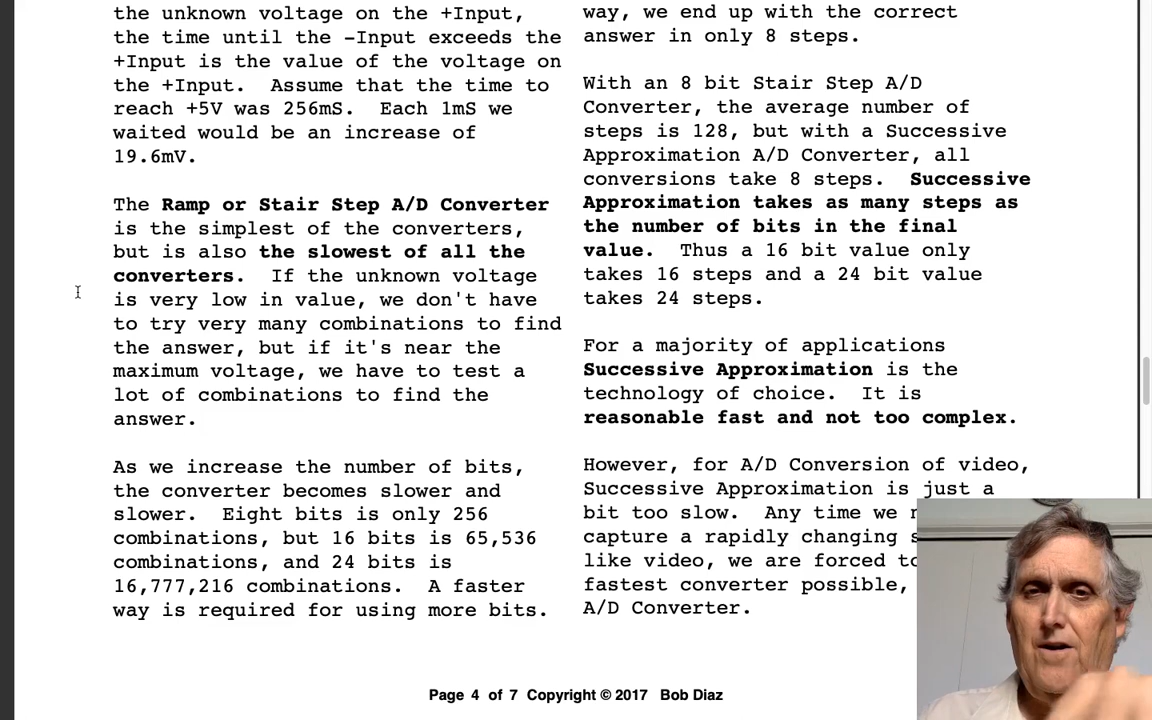 the unknown voltage on the +Input,
the time until the –Input exceeds the
+Input is the value of the voltage on
the +Input.  Assume that the time to
reach +5V was 256mS.  Each 1mS we
waited would be an increase of
19.6mV.
The Ramp or Stair Step A/D Converter
is the simplest of the converters,
but is also the slowest of all the
converters.  If the unknown voltage
is very low in value, we don't have
to try very many combinations to find
the answer, but if it's near the
maximum voltage, we have to test a
lot of combinations to find the
answer.
As we increase the number of bits,
the converter becomes slower and
slower.  Eight bits is only 256
combinations, but 16 bits is 65,536
combinations, and 24 bits is
16,777,216 combinations.  A faster
way is required for using more bits.
way, we end up with the correct
answer in only 8 steps.
With an 8 bit Stair Step A/D
Converter, the average number of
steps is 128, but with a Successive
Approximation A/D Converter, all
conversions take 8 steps.  Successive
Approximation takes as many steps as
the number of bits in the final
value.  Thus a 16 bit value only
takes 16 steps and a 24 bit value
takes 24 steps.
For a majority of applications
Successive Approximation is the
technology of choice.  It is
reasonable fast and not too complex.
However, for A/D Conversion of video,
Successive Approximation is just a
bit too slow.  Any time we
capture a rapidly changing
like video, we are forced to
fastest converter possible,
A/D Converter.
Page 4 of 7 Copyright © 2017 Bob Diaz